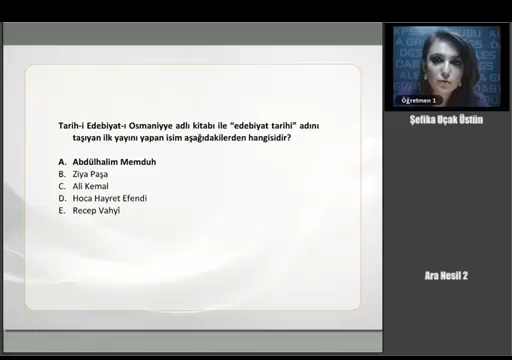 Tarih-i Edebiyat-ı Osmaniyye adlı kitabı ile “edebiyat tarihi” adını
taşıyan ilk yayını yapan isim aşağıdakilerden hangisidir?
A. Abdülhalim Memduh
B. Ziya Paşa
C. Ali Kemal
D. Hoca Hayret Efendi
E. Recep Vahyî
Öğretmen 1
Şefika Uçak Üstün
Ara Nesil 2